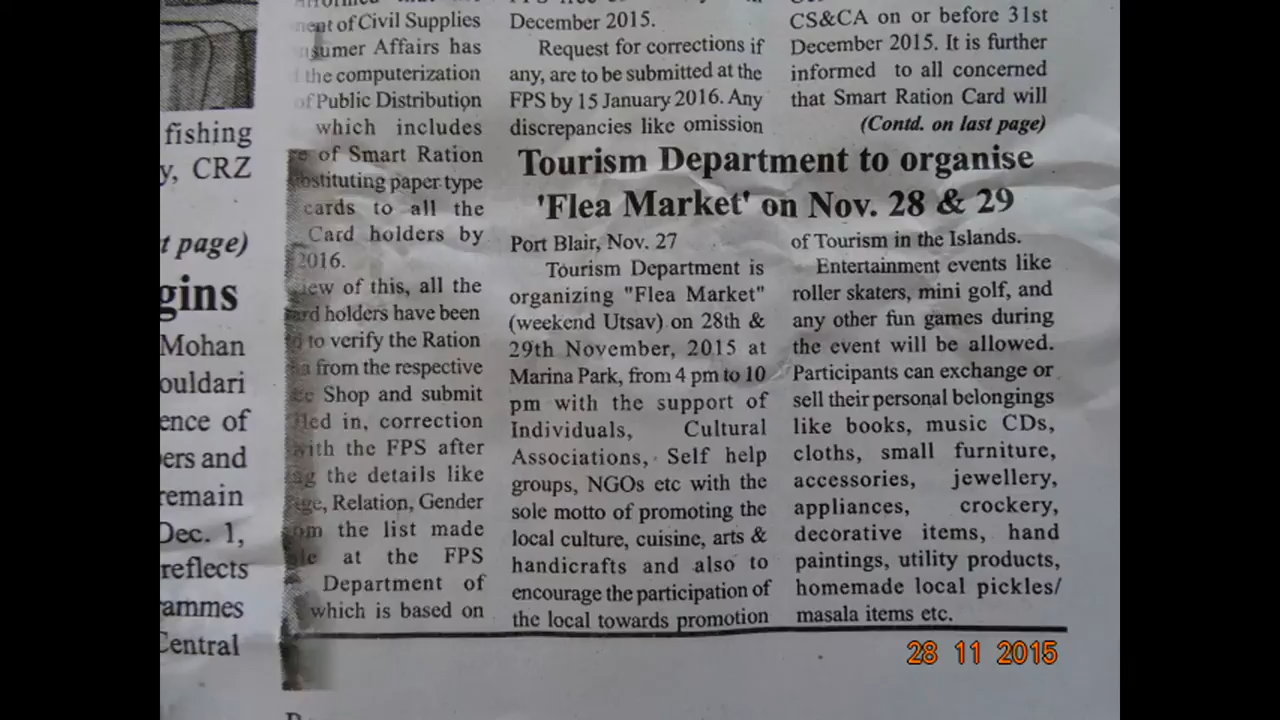 fishing
y, CRZ
t page)
gins
Mohan
ouldari
ence of
ers and
remain
Dec. 1,
reflects
rammes
Central
ent of Civil Supplies
sumer Affairs has
the computerization
of Public Distribution
which includes
of Smart Ration
stituting paper type
cards to all the
Card holders by
2016.
iew of this, all the
ard holders have been
to verify the Ration
from the respective
Shop and submit
led in, correction
with the FPS after
the details like
ge, Relation, Gender
om the list made
at the FPS
Department of
which is based on
December 2015.
Request for corrections if
any, are to be submitted at the
FPS by 15 January 2016. Any
discrepancies like omission
CS&CA on or before 31st
December 2015. It is further
informed to all concerned
that Smart Ration Card will
(Contd. on last page)
Tourism Department to organise
'Flea Market' on Nov. 28 & 29
Port Blair, Nov. 27
Tourism Department is
organizing "Flea Market"
(weekend Utsav) on 28th &
29th November, 2015 at
Marina Park, from 4 pm to 10
pm with the support of
Individuals, Cultural
Associations, Self help
groups, NGOs etc with the
sole motto of promoting the
local culture, cuisine, arts &
handicrafts and also to
encourage the participation of
the local towards promotion
of Tourism in the Islands.
Entertainment events like
roller skaters, mini golf, and
any other fun games during
the event will be allowed.
Participants can exchange or
sell their personal belongings
like books, music CDs,
cloths, small furniture,
accessories, jewellery,
appliances, crockery,
decorative items, hand
paintings, utility products,
homemade local pickles/
masala items etc.
28 11 2015